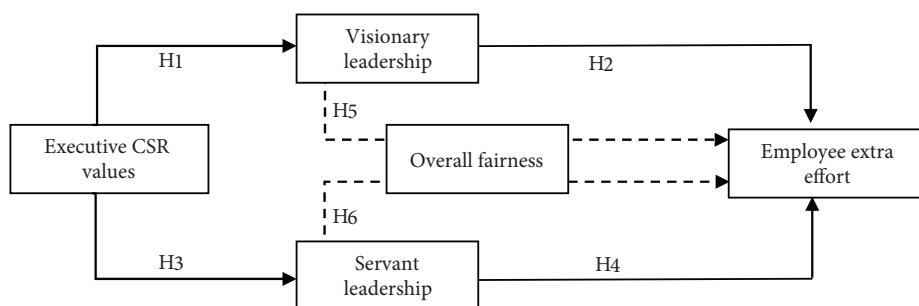 Visionary
leadership
H1
H2
H5
Executive CSR
values
Overall fairness
Employee extra
effort
H6
H3
Servant
leadership
H4